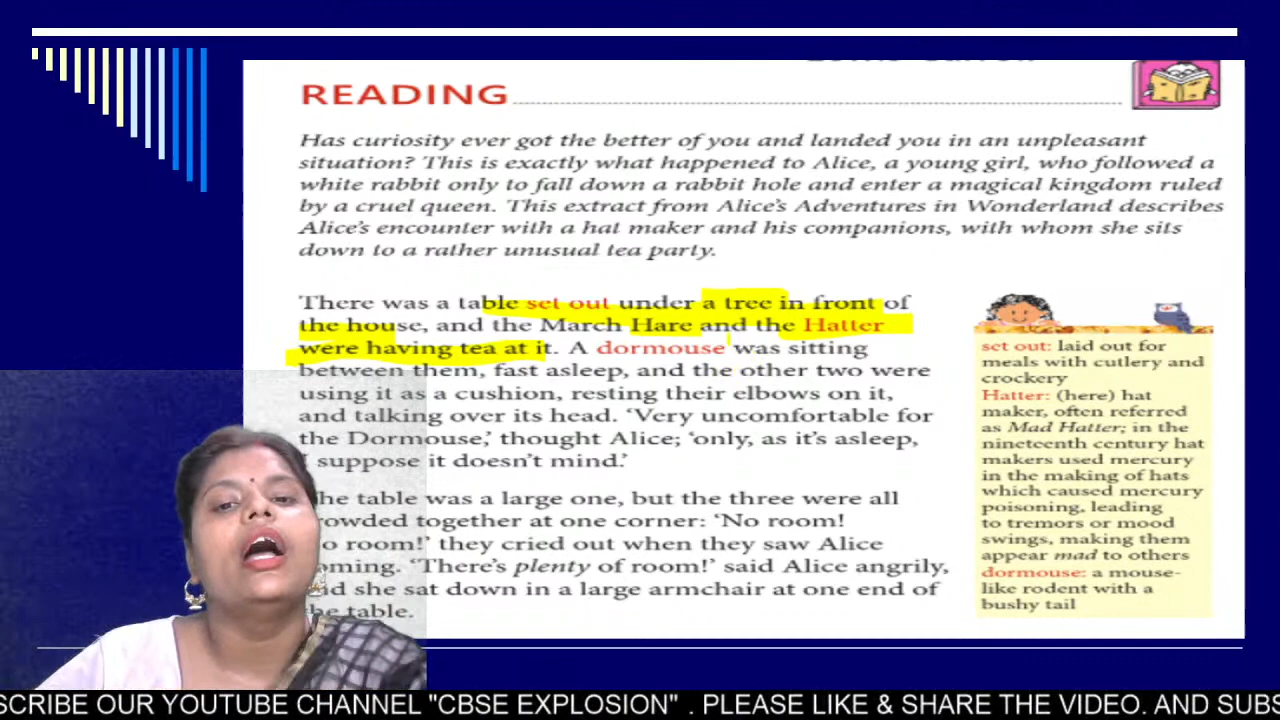 READING
Has curiosity ever got the better of you and landed you in an unpleasant
situation? This is exactly what happened to Alice, a young girl, who followed a
white rabbit only to fall down a rabbit hole and enter a magical kingdom ruled
by a cruel queen. This extract from Alice's Adventures in Wonderland describes
Alice's encounter with a hat maker and his companions, with whom she sits
down to a rather unusual tea party.
There was a table set out under a tree in front of
the house, and the March Hare and the Hatter
were having tea at it. A dormouse was sitting
between them, fast asleep, and the other two were
using it as a cushion, resting their elbows on it,
and talking over its head. 'Very uncomfortable for
the Dormouse,' thought Alice; 'only, as it's asleep,
suppose it doesn't mind.'
he table was a large one, but the three were all
rowded together at one corner: 'No room!
o room!' they cried out when they saw Alice
oming. 'There's plenty of room!' said Alice angrily,
nd she sat down in a large armchair at one end of
the table.
set out: laid out for
meals with cutlery and
crockery
Hatter: (here) hat
maker, often referred
as Mad Hatter; in the
nineteenth century hat
makers used mercury
in the making of hats
which caused mercury
poisoning, leading
to tremors or mood
swings, making them
appear mad to others
dormouse: a mouse-
like rodent with a
bushy tail
SCRIBE OUR YOUTUBE CHANNEL "CBSE EXPLOSION" . PLEASE LIKE & SHARE THE VIDEO. AND SUBS